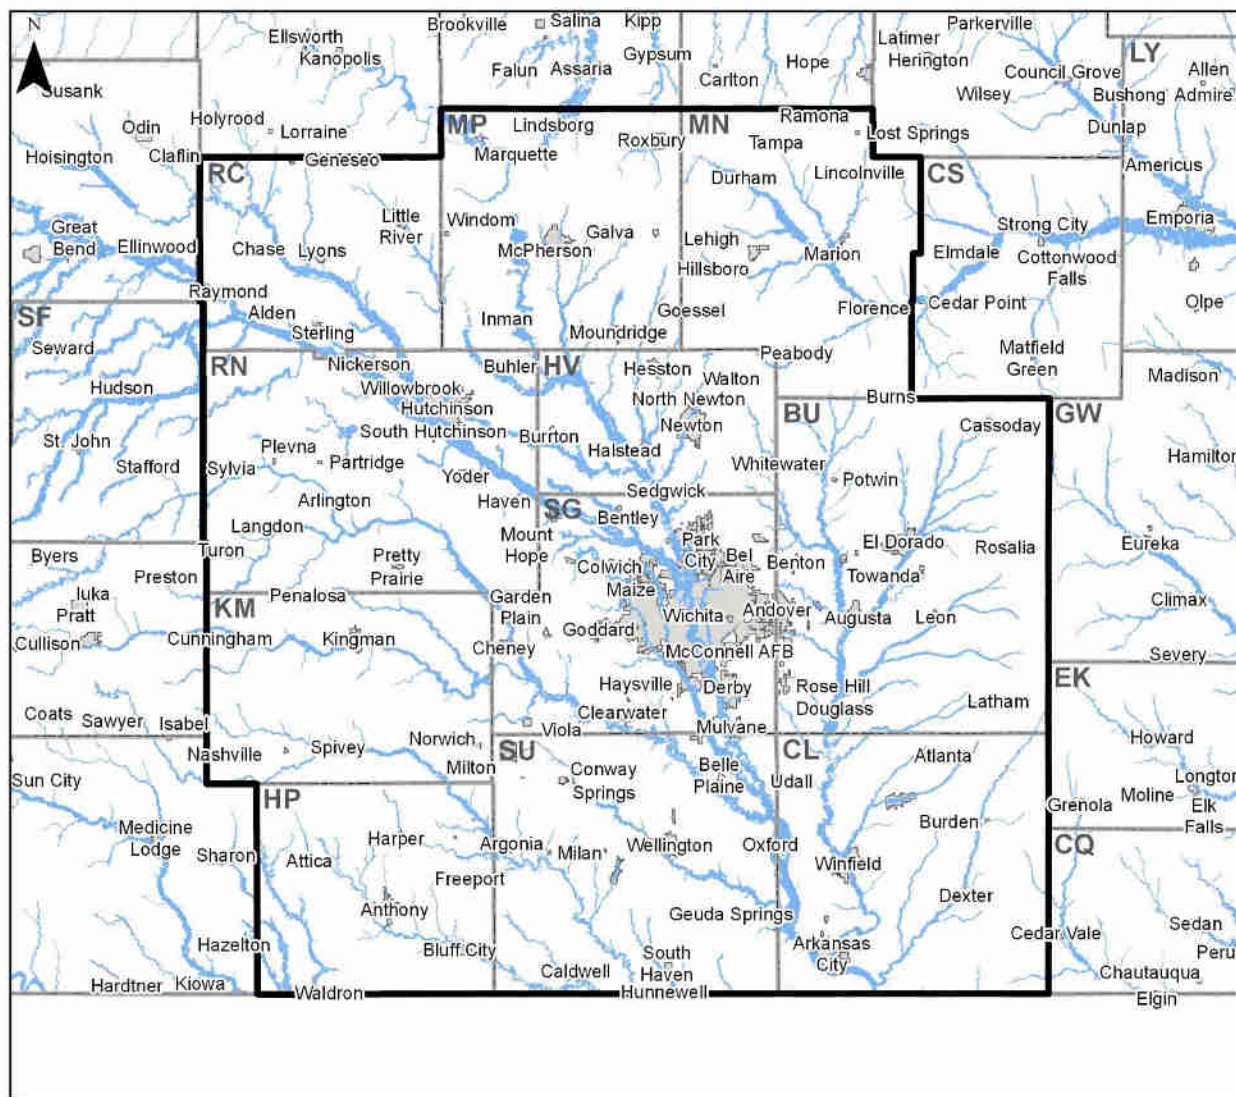 N
Brookville
Salina
Kipp
Parkerville
Ellsworth
Kanopolis
Gypsum
Latimer
Herington
LY
Falun
Assaria
Carlton
Hope
Council Grove
Allen
Susank
Wilsey
Bushong
Admire
Holyrood
Lorraine
MP
Lindsborg
MN
Ramona
Odin
Roxbury
Tampa
Lost Springs
Dunlap
Hoisington
Claflin
Geneseo
Marquette
Americus
RC
Durham
Lincolnville
CS
Great
Bend
Ellinwood
Chase
Lyons
Little
River
Windom
McPherson
Galva
Lehigh
Hillsboro
Marion
Strong City
Emporia
Elmdale
Cottonwood
Falls
Raymond
Alden
Sterling
Inman
Moundridge
Goessel
Florence
Cedar Point
Olpe
SF
Seward
RN
Nickerson
Buhler
HV
Hesston
Walton
Peabody
Matfield
Green
Madison
Hudson
Willowbrook
Hutchinson
North Newton
Newton
BU
Burns
GW
St. John
South Hutchinson
Burrton
Halstead
Cassoday
Stafford
Sylvia
Plevna
Partridge
Yoder
Whitewater
Potwin
Hamilton
Arlington
Haven
SG
Sedgwick
Bentley
Langdon
Mount
Hope
Park
City
El Dorado
Eureka
Byers
Turon
Pretty
Prairie
Colwich
Bel
Aire
Benton
Rosalia
Preston
Maize
Towanda
Iuka
Pratt
KM
Penalosa
Garden
Plain
Wichita
Andover
Augusta
Leon
Climax
Cullison
Cunningham
Kingman
Cheney
Goddard
McConnell AFB
Severy
Haysville
Derby
Rose Hill
Douglass
EK
Coats
Sawyer
Isabel
Clearwater
Latham
Nashville
Spivey
Norwich
Viola
Mulvane
Howard
Milton
SU
CL
Atlanta
Sun City
HP
Conway
Springs
Belle
Plaine
Udall
Moline
Longton
Grenola
Elk
Falls
Medicine
Lodge
Harper
Argonia
Milan
Wellington
Oxford
Burden
Sharon
Attica
Winfield
CQ
Freeport
Dexter
Anthony
Geuda Springs
Sedan
Hazelton
Bluff City
Arkansas
City
Cedar Vale
Peru
Caldwell
South
Haven
Chautauqua
Hardtner
Kiowa
Waldron
Hunnewell
Elgin